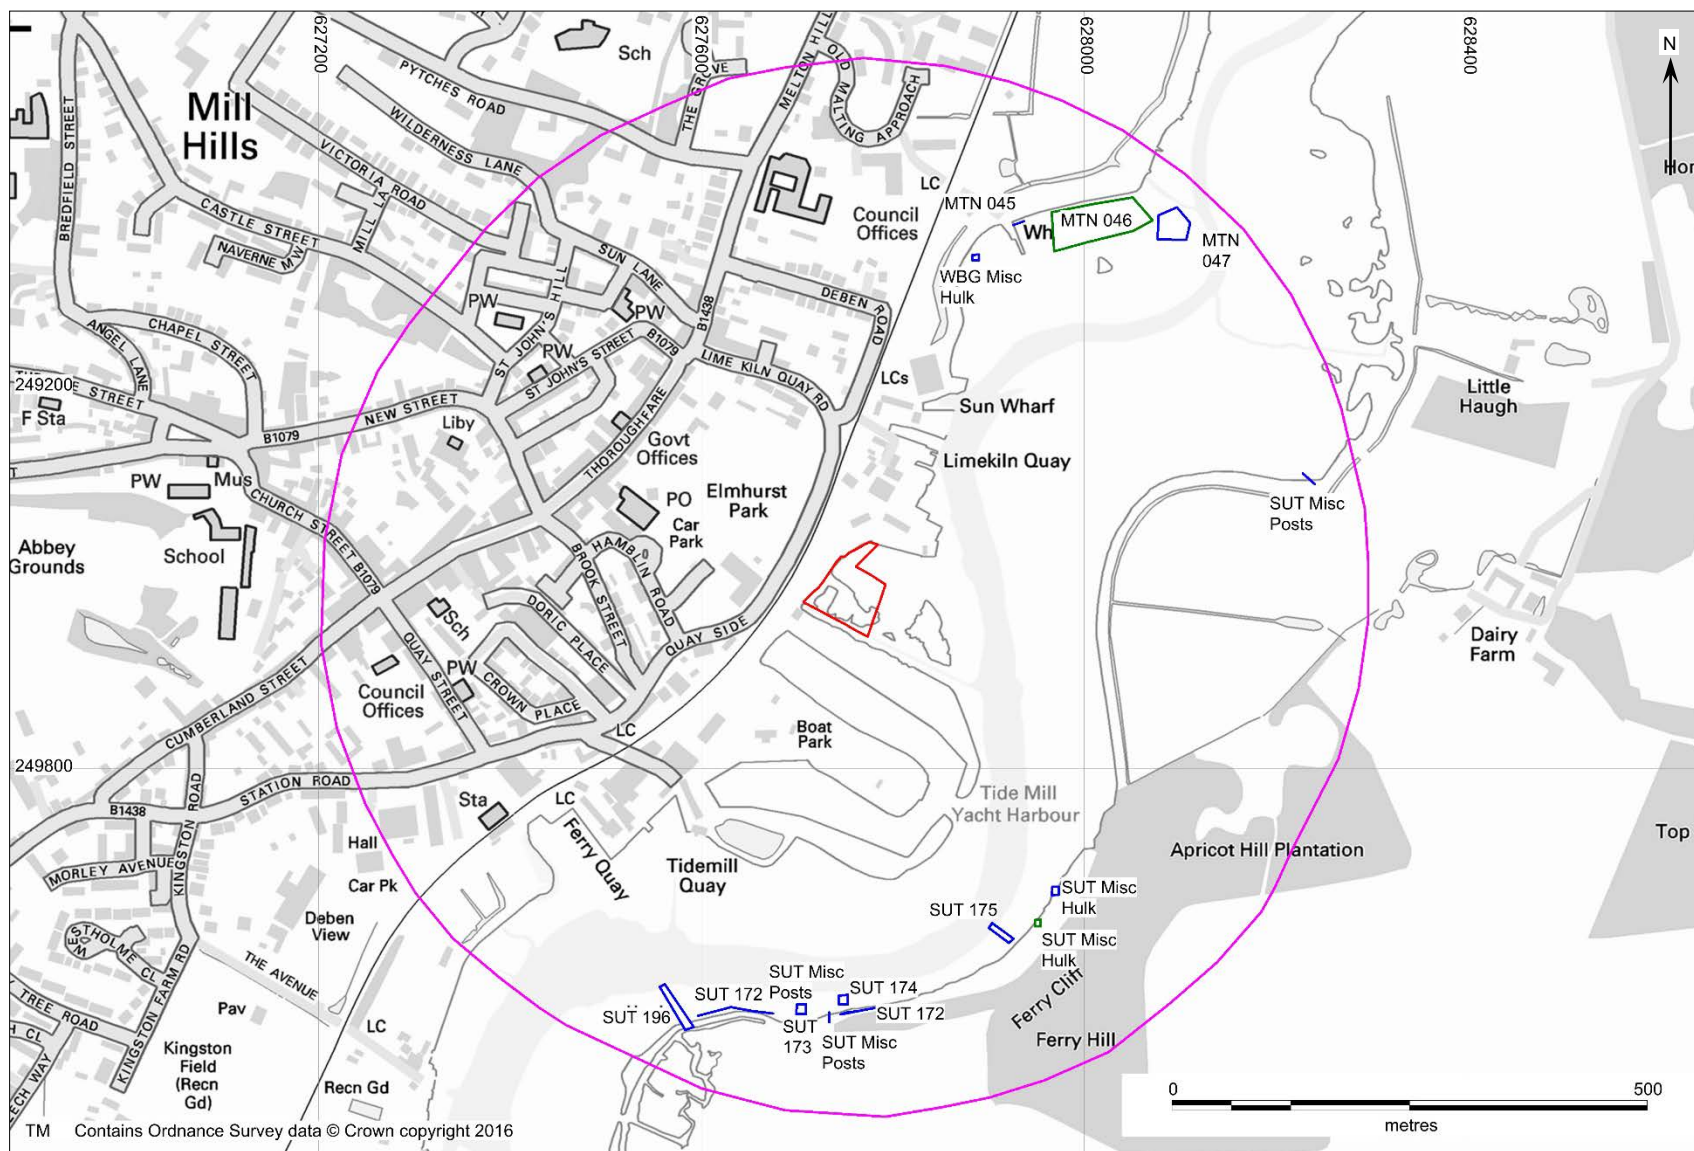 627200
627600
628000
628400
N
Sch
PYTCHES ROAD
THE GROVE
MELTON HILL
OLD MALTING APPROACH
Mill
Hills
BREDFIELD STREET
WILDERNESS LANE
VICTORIA ROAD
MILL LA
CASTLE STREET
NAVERNE MW
SUN LANE
ST JOHN'S HILL
LC
Council
Offices
MTN 045
MTN 046
Wh
MTN
047
WBG Misc
Hulk
PW
PW
PW
B1438
B1079
DEBEN ROAD
ST JOHN'S STREET
CHAPEL STREET
ANGEL LANE
LIME KILN QUAY RD
LCs
249200
STREET
F Sta
NEW STREET
B1079
Liby
THOROUGHFARE
Govt
Offices
Sun Wharf
Limekiln Quay
Little
Haugh
PW
Mus
CHURCH STREET B1079
PO
Car
Park
Elmhurst
Park
SUT Misc
Posts
Abbey
Grounds
School
BROOK STREET
HAMBLIN ROAD
Sch
DORIC PLACE
QUAY SIDE
QUAY STREET
PW
CROWN PLACE
Council
Offices
CUMBERLAND STREET
LC
Boat
Park
Dairy
Farm
249800
STATION ROAD
B1438
KINGSTON ROAD
Sta
LC
Ferry Quay
Tide Mill
Yacht Harbour
Top
Hall
MORLEY AVENUE
Car Pk
Tidemill
Quay
Apricot Hill Plantation
SUT Misc
Hulk
SUT 175
SUT Misc
Hulk
Deben
View
WESTHOLME CL
THE AVENUE
KINGSTON FARM RD
TREE ROAD
Pav
LC
SUT Misc
Posts
SUT 174
SUT 172
SUT 172
SUT 196
SUT
173
SUT Misc
Posts
Ferry Cliff
Ferry Hill
Kingston
Field
(Recn
Gd)
Recn Gd
0
500
metres
TM Contains Ordnance Survey data © Crown copyright 2016